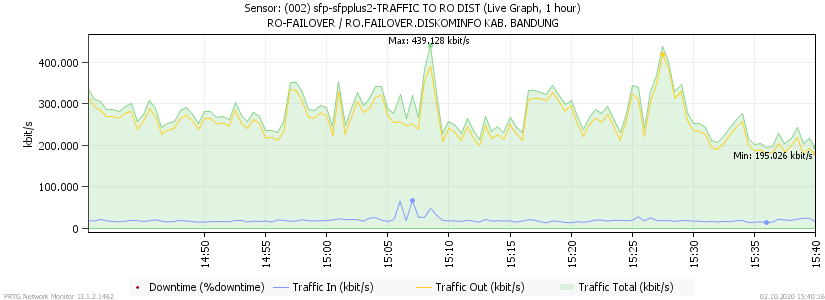 Sensor: (002) sfp-sfpplus2-TRAFFIC TO RO DIST (Live Graph, 1 hour)
RO-FAILOVER / RO.FAILOVER.DISKOMINFO KAB. BANDUNG
Max: 439.128 kbit/s
400.000
300.000
200.000
100.000
0
kbit/s
Min: 195.026 kbit/s
14:50
14:55
15:00
15:05
15:10
15:15
15:20
15:25
15:30
15:35
15:40
Downtime (%downtime) Traffic In (kbit/s) Traffic Out (kbit/s) Traffic Total (kbit/s)
PRTG Network Monitor 13.1.2.1462
02.10.2020 15:40:16